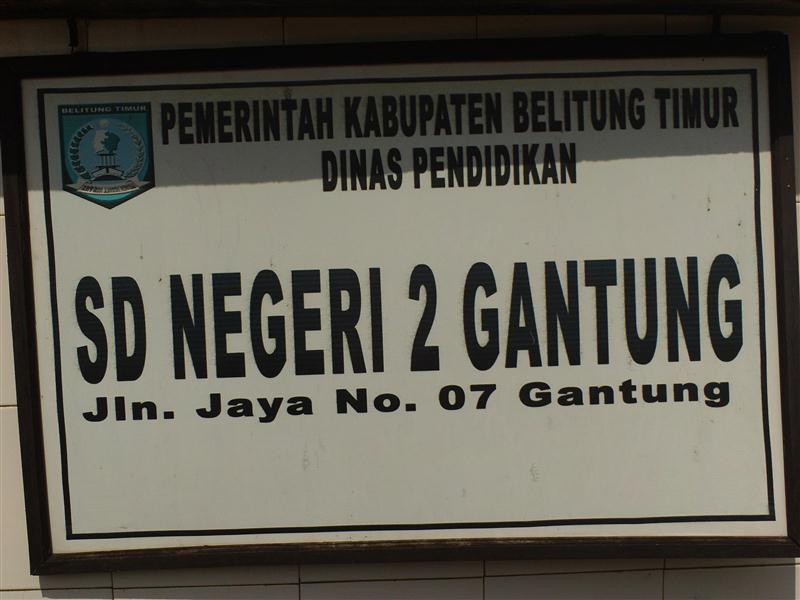 BELITUNG TIMUR
PEMERINTAH KABUPATEN BELITUNG TIMUR
DINAS PENDIDIKAN
SD NEGERI 2 GANTUNG
Jln. Jaya No. 07 Gantung